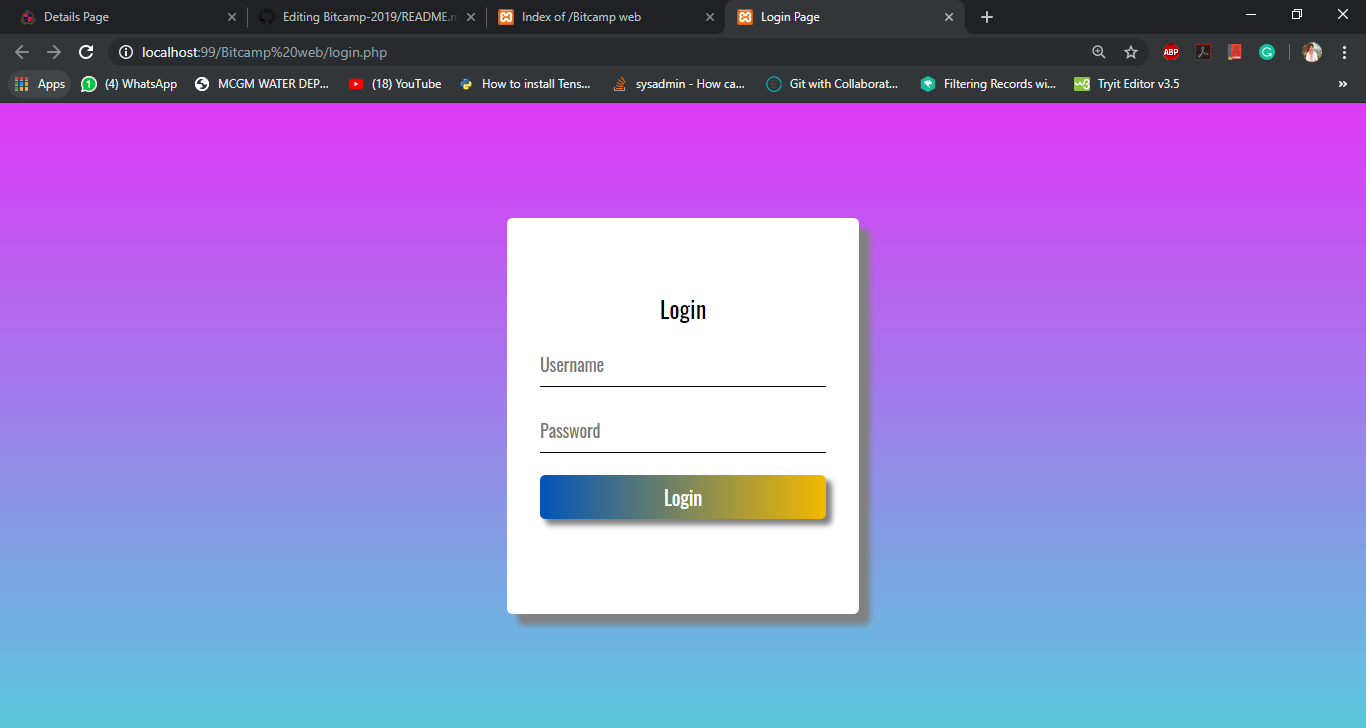 Details Page
Editing Bitcamp-2019/README.m
Index of /Bitcamp web
Login Page
localhost:99/Bitcamp%20web/login.php
ABP
Apps
(4) WhatsApp
MCGM WATER DEP...
(18) YouTube
How to install Tens...
sysadmin - How ca...
Git with Collaborat...
Filtering Records wi...
Tryit Editor v3.5
»
Login
Username
Password
Login